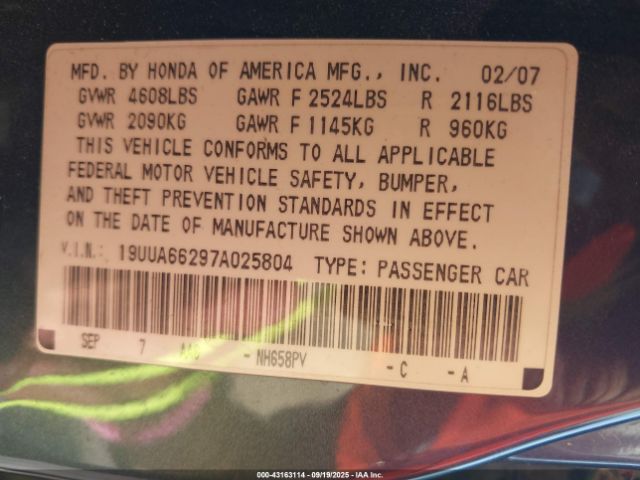 MFD. BY HONDA OF AMERICA MFG., INC. 02/07
GVWR 4608LBS GAWR F 2524LBS R 2116LBS
GVWR 2090KG GAWR F 1145KG R 960KG
THIS VEHICLE CONFORMS TO ALL APPLICABLE
FEDERAL MOTOR VEHICLE SAFETY, BUMPER,
AND THEFT PREVENTION STANDARDS IN EFFECT
ON THE DATE OF MANUFACTURE SHOWN ABOVE.
V.I.N.: 19UUA66297A025804 TYPE: PASSENGER CAR
SEP 7 - NH658PV - C - A
000-43163114 - 09/19/2025 - IAA Inc.